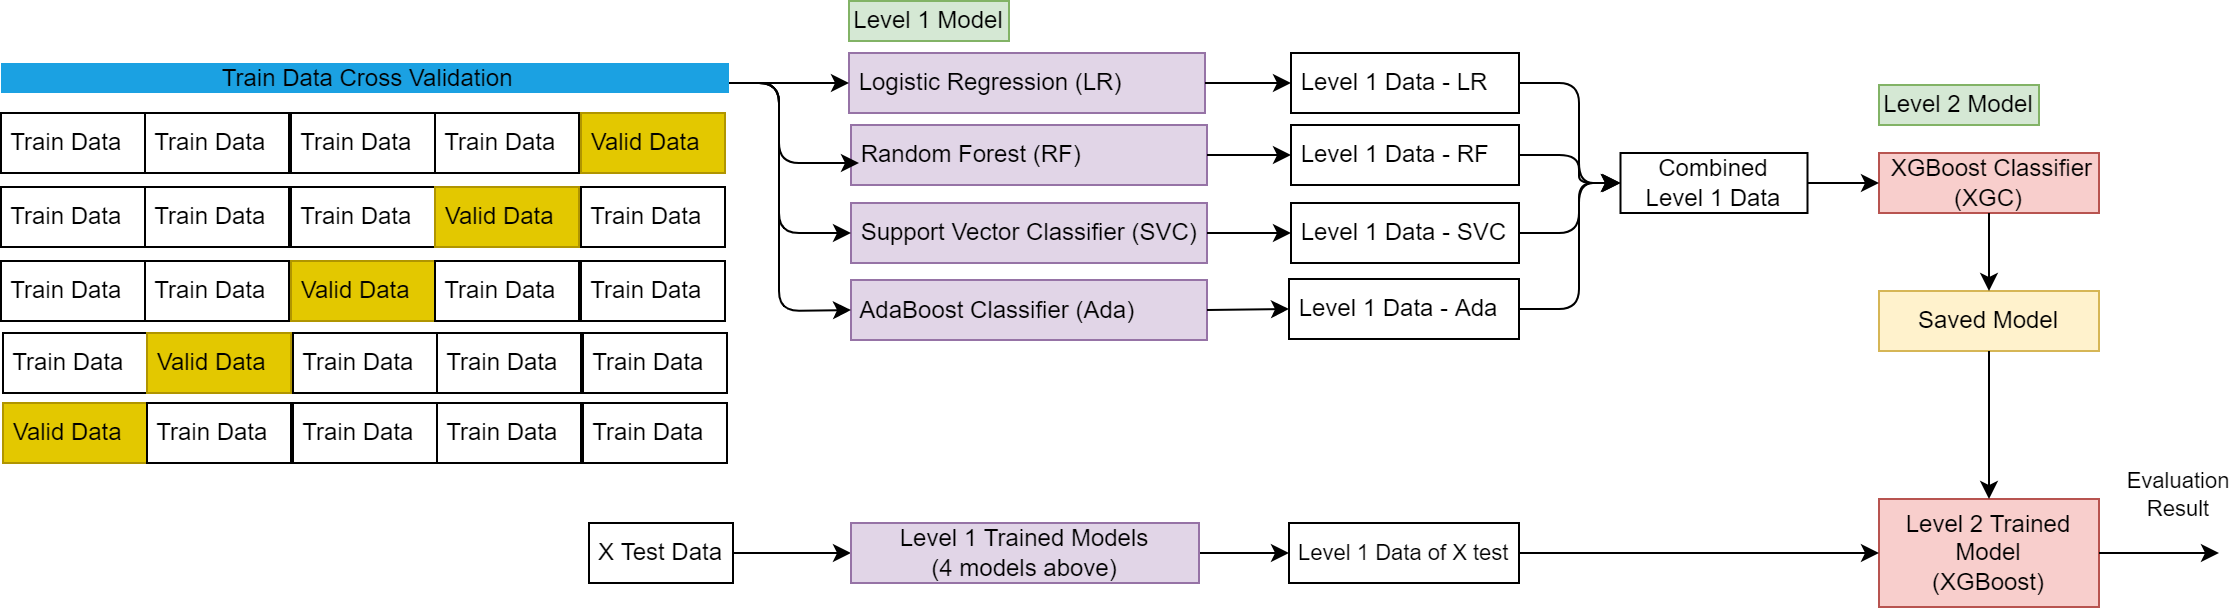 Level 1 Model
Train Data Cross Validation
Logistic Regression (LR)
Level 1 Data - LR
Level 2 Model
Train Data Train Data Train Data Train Data Valid Data
Random Forest (RF)
Level 1 Data - RF
Combined
Level 1 Data
XGBoost Classifier
(XGC)
Train Data Train Data Train Data Valid Data Train Data
Support Vector Classifier (SVC)
Level 1 Data - SVC
Train Data Train Data Valid Data Train Data Train Data
AdaBoost Classifier (Ada)
Level 1 Data - Ada
Saved Model
Train Data Valid Data Train Data Train Data Train Data
Valid Data Train Data Train Data Train Data Train Data
X Test Data
Level 1 Trained Models
(4 models above)
Level 1 Data of X test
Level 2 Trained
Model
(XGBoost)
Evaluation
Result